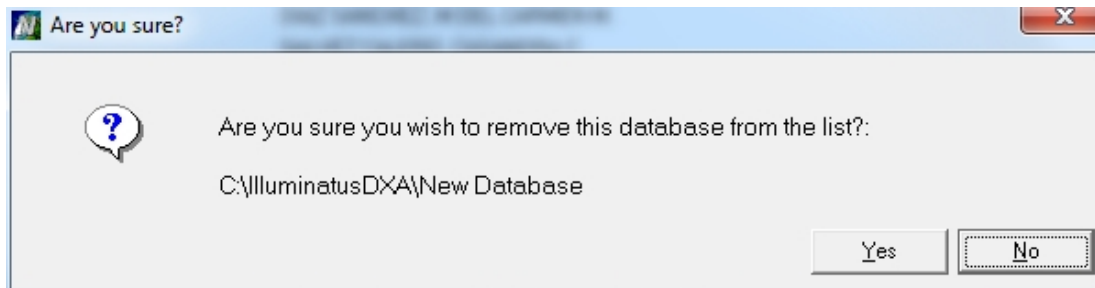 Are you sure?
Are you sure you wish to remove this database from the list?:
C:\IlluminatusDXA\New Database
Yes
No